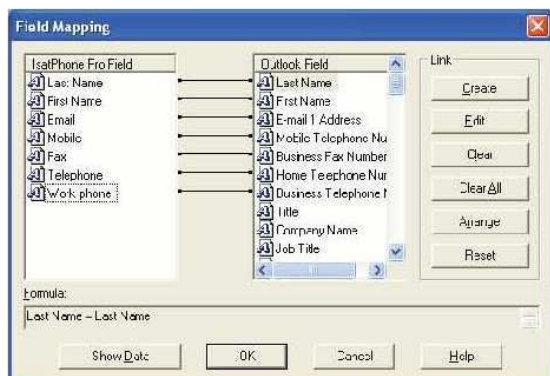 Field Mapping
IsatPhone Pro Field
Last Name
First Name
Email
Mobile
Fax
Telephone
Work phone
Outlook Field
Last Name
First Name
E-mail 1 Address
Mobile Telephone Nu
Business Fax Number
Home Telephone Num
Business Telephone N
Title
Company Name
Job Title
Link
Create
Edit
Clear
Clear All
Arrange
Reset
Formula:
Last Name – Last Name
Show Data
OK
Cancel
Help